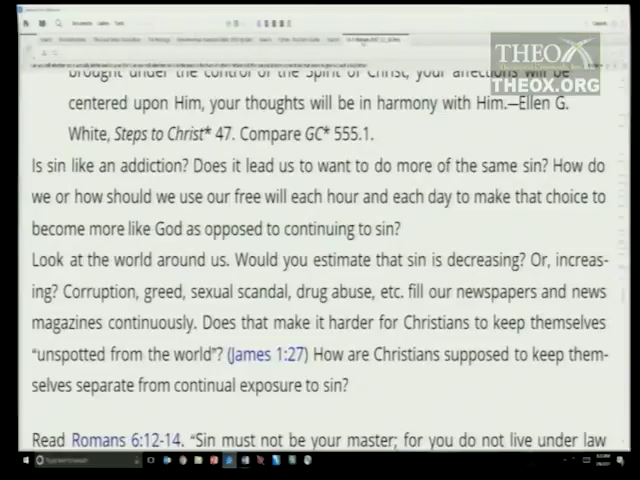 THEOX
THEOX.ORG
brought under the control of the Spirit of Christ, your affections will be
centered upon Him, your thoughts will be in harmony with Him.—Ellen G.
White, Steps to Christ* 47. Compare GC* 555.1.
Is sin like an addiction? Does it lead us to want to do more of the same sin? How do
we or how should we use our free will each hour and each day to make that choice to
become more like God as opposed to continuing to sin?
Look at the world around us. Would you estimate that sin is decreasing? Or, increas-
ing? Corruption, greed, sexual scandal, drug abuse, etc. fill our newspapers and news
magazines continuously. Does that make it harder for Christians to keep themselves
“unspotted from the world”? (James 1:27) How are Christians supposed to keep them-
selves separate from continual exposure to sin?
Read Romans 6:12-14. “Sin must not be your master; for you do not live under law